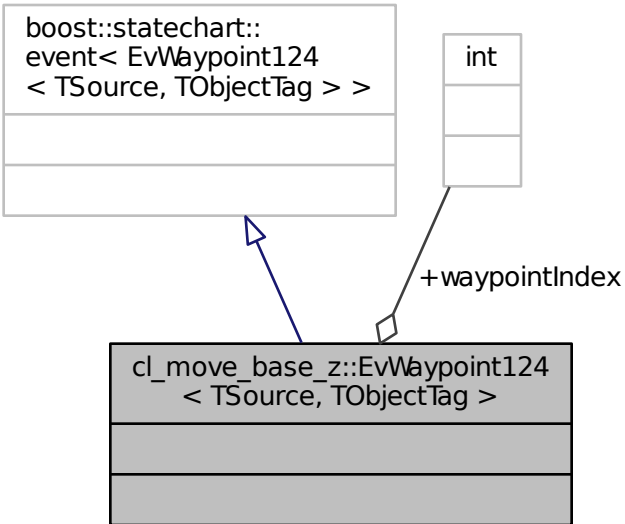 boost::statechart::
event< EvWaypoint124
< TSource, TObjectTag > >
int
+waypointIndex
cl_move_base_z::EvWaypoint124
< TSource, TObjectTag >